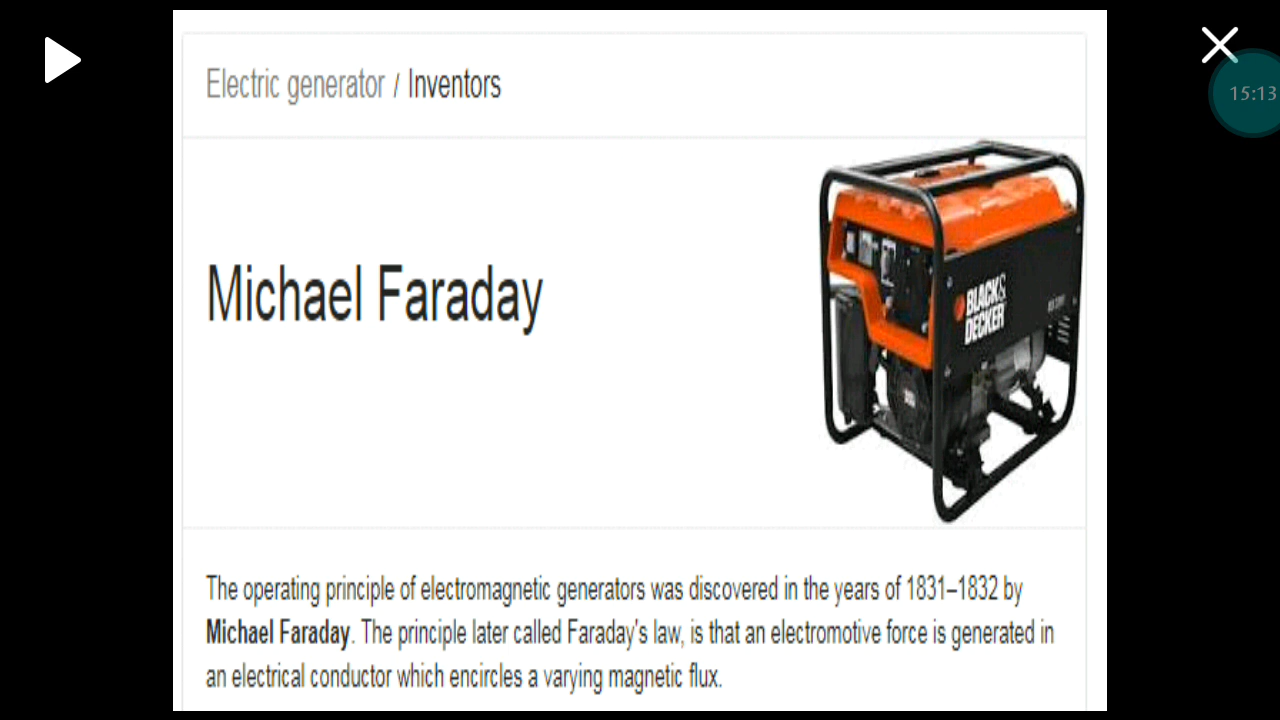 Electric generator / Inventors
15:13
Michael Faraday
BLACK&
DECKER
The operating principle of electromagnetic generators was discovered in the years of 1831–1832 by
Michael Faraday. The principle later called Faraday's law, is that an electromotive force is generated in
an electrical conductor which encircles a varying magnetic flux.